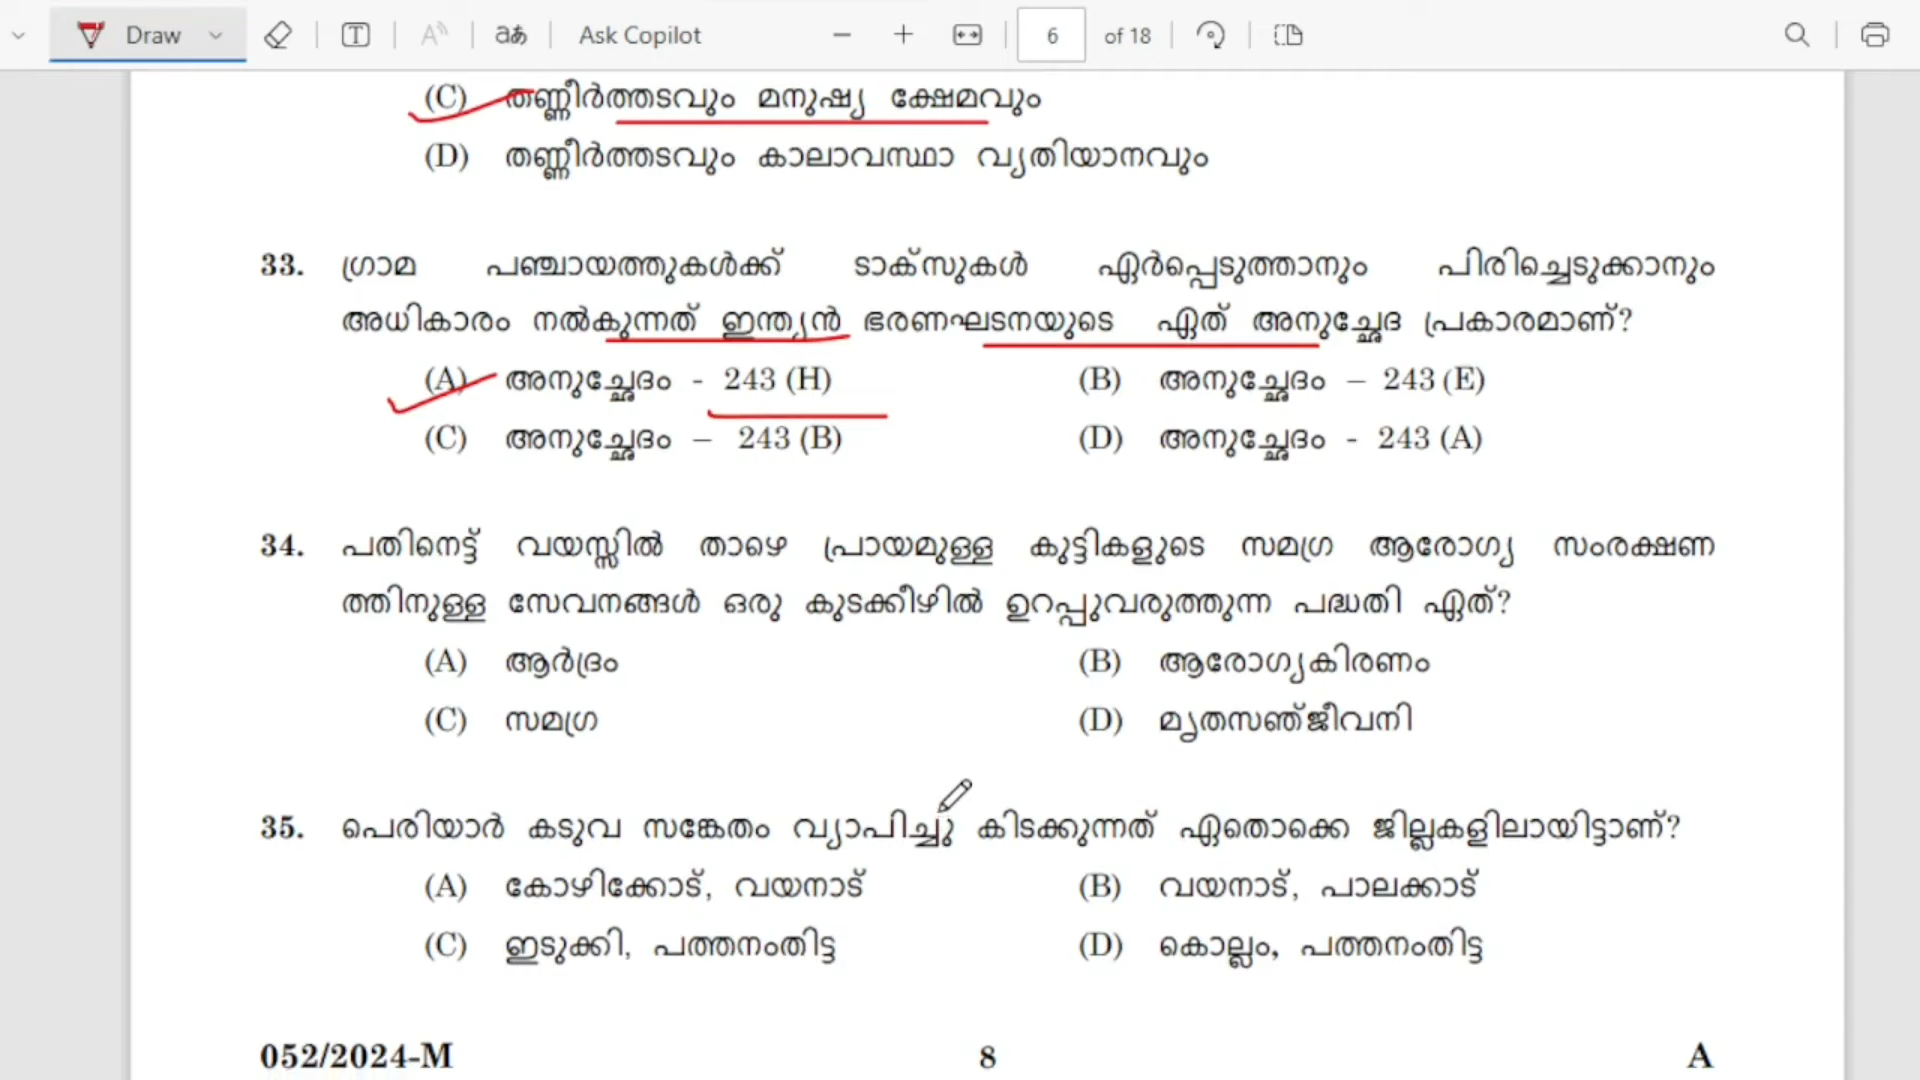 Draw
Ask Copilot
6 of 18
(C) തണ്ണീർത്തടവും മനുഷ്യ ക്ഷേമവും
(D) തണ്ണീർത്തടവും കാലാവസ്ഥാ വ്യതിയാനവും
33. ഗ്രാമ പഞ്ചായത്തുകൾക്ക് ടാക്സുകൾ ഏർപ്പെടുത്താനും പിരിച്ചെടുക്കാനും
അധികാരം നൽകുന്നത് ഇന്ത്യൻ ഭരണഘടനയുടെ ഏത് അനുച്ഛേദ പ്രകാരമാണ്?
(A) അനുച്ഛേദം - 243 (H) (B) അനുച്ഛേദം – 243 (E)
(C) അനുച്ഛേദം – 243 (B) (D) അനുച്ഛേദം - 243 (A)
34. പതിനെട്ട് വയസ്സിൽ താഴെ പ്രായമുള്ള കുട്ടികളുടെ സമഗ്ര ആരോഗ്യ സംരക്ഷണ
ത്തിനുള്ള സേവനങ്ങൾ ഒരു കുടക്കീഴിൽ ഉറപ്പുവരുത്തുന്ന പദ്ധതി ഏത്?
(A) ആർദ്രം (B) ആരോഗ്യകിരണം
(C) സമഗ്ര (D) മൃതസഞ്ജീവനി
35. പെരിയാർ കടുവ സങ്കേതം വ്യാപിച്ചു കിടക്കുന്നത് ഏതൊക്കെ ജില്ലകളിലായിട്ടാണ്?
(A) കോഴിക്കോട്, വയനാട് (B) വയനാട്, പാലക്കാട്
(C) ഇടുക്കി, പത്തനംതിട്ട (D) കൊല്ലം, പത്തനംതിട്ട
052/2024-M 8 A